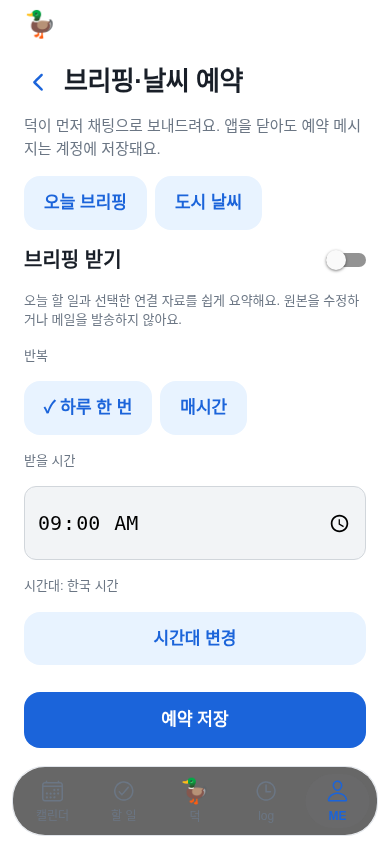 브리핑·날씨 예약
덕이 먼저 채팅으로 보내드려요. 앱을 닫아도 예약 메시
지는 계정에 저장돼요.
오늘 브리핑
도시 날씨
브리핑 받기
오늘 할 일과 선택한 연결 자료를 쉽게 요약해요. 원본을 수정하
거나 메일을 발송하지 않아요.
반복
✓ 하루 한 번
매시간
받을 시간
09:00 AM
시간대: 한국 시간
시간대 변경
예약 저장
캘린더
할 일
덕
log
ME